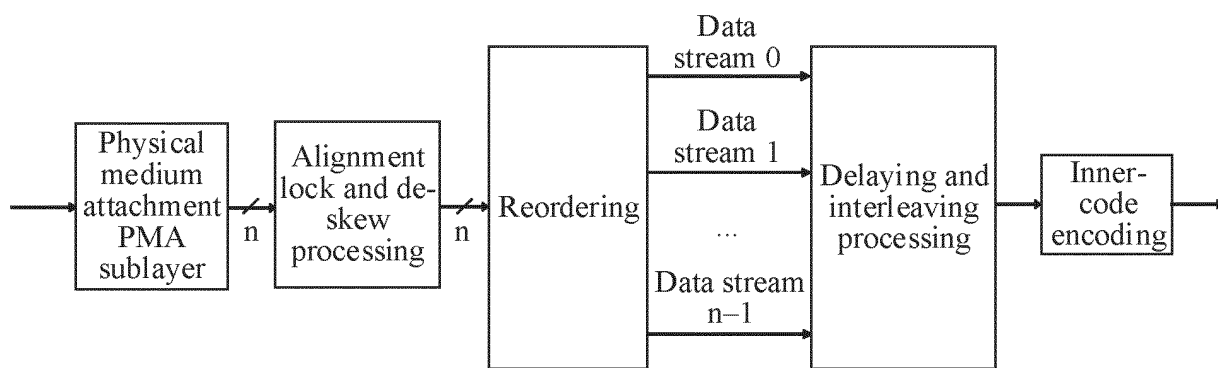 Physical
medium
attachment
PMA
sublayer
n
Alignment
lock and de-
skew
processing
n
Reordering
Data
stream 0
Data
stream 1
...
Data stream
n–1
Delaying and
interleaving
processing
Inner-
code
encoding